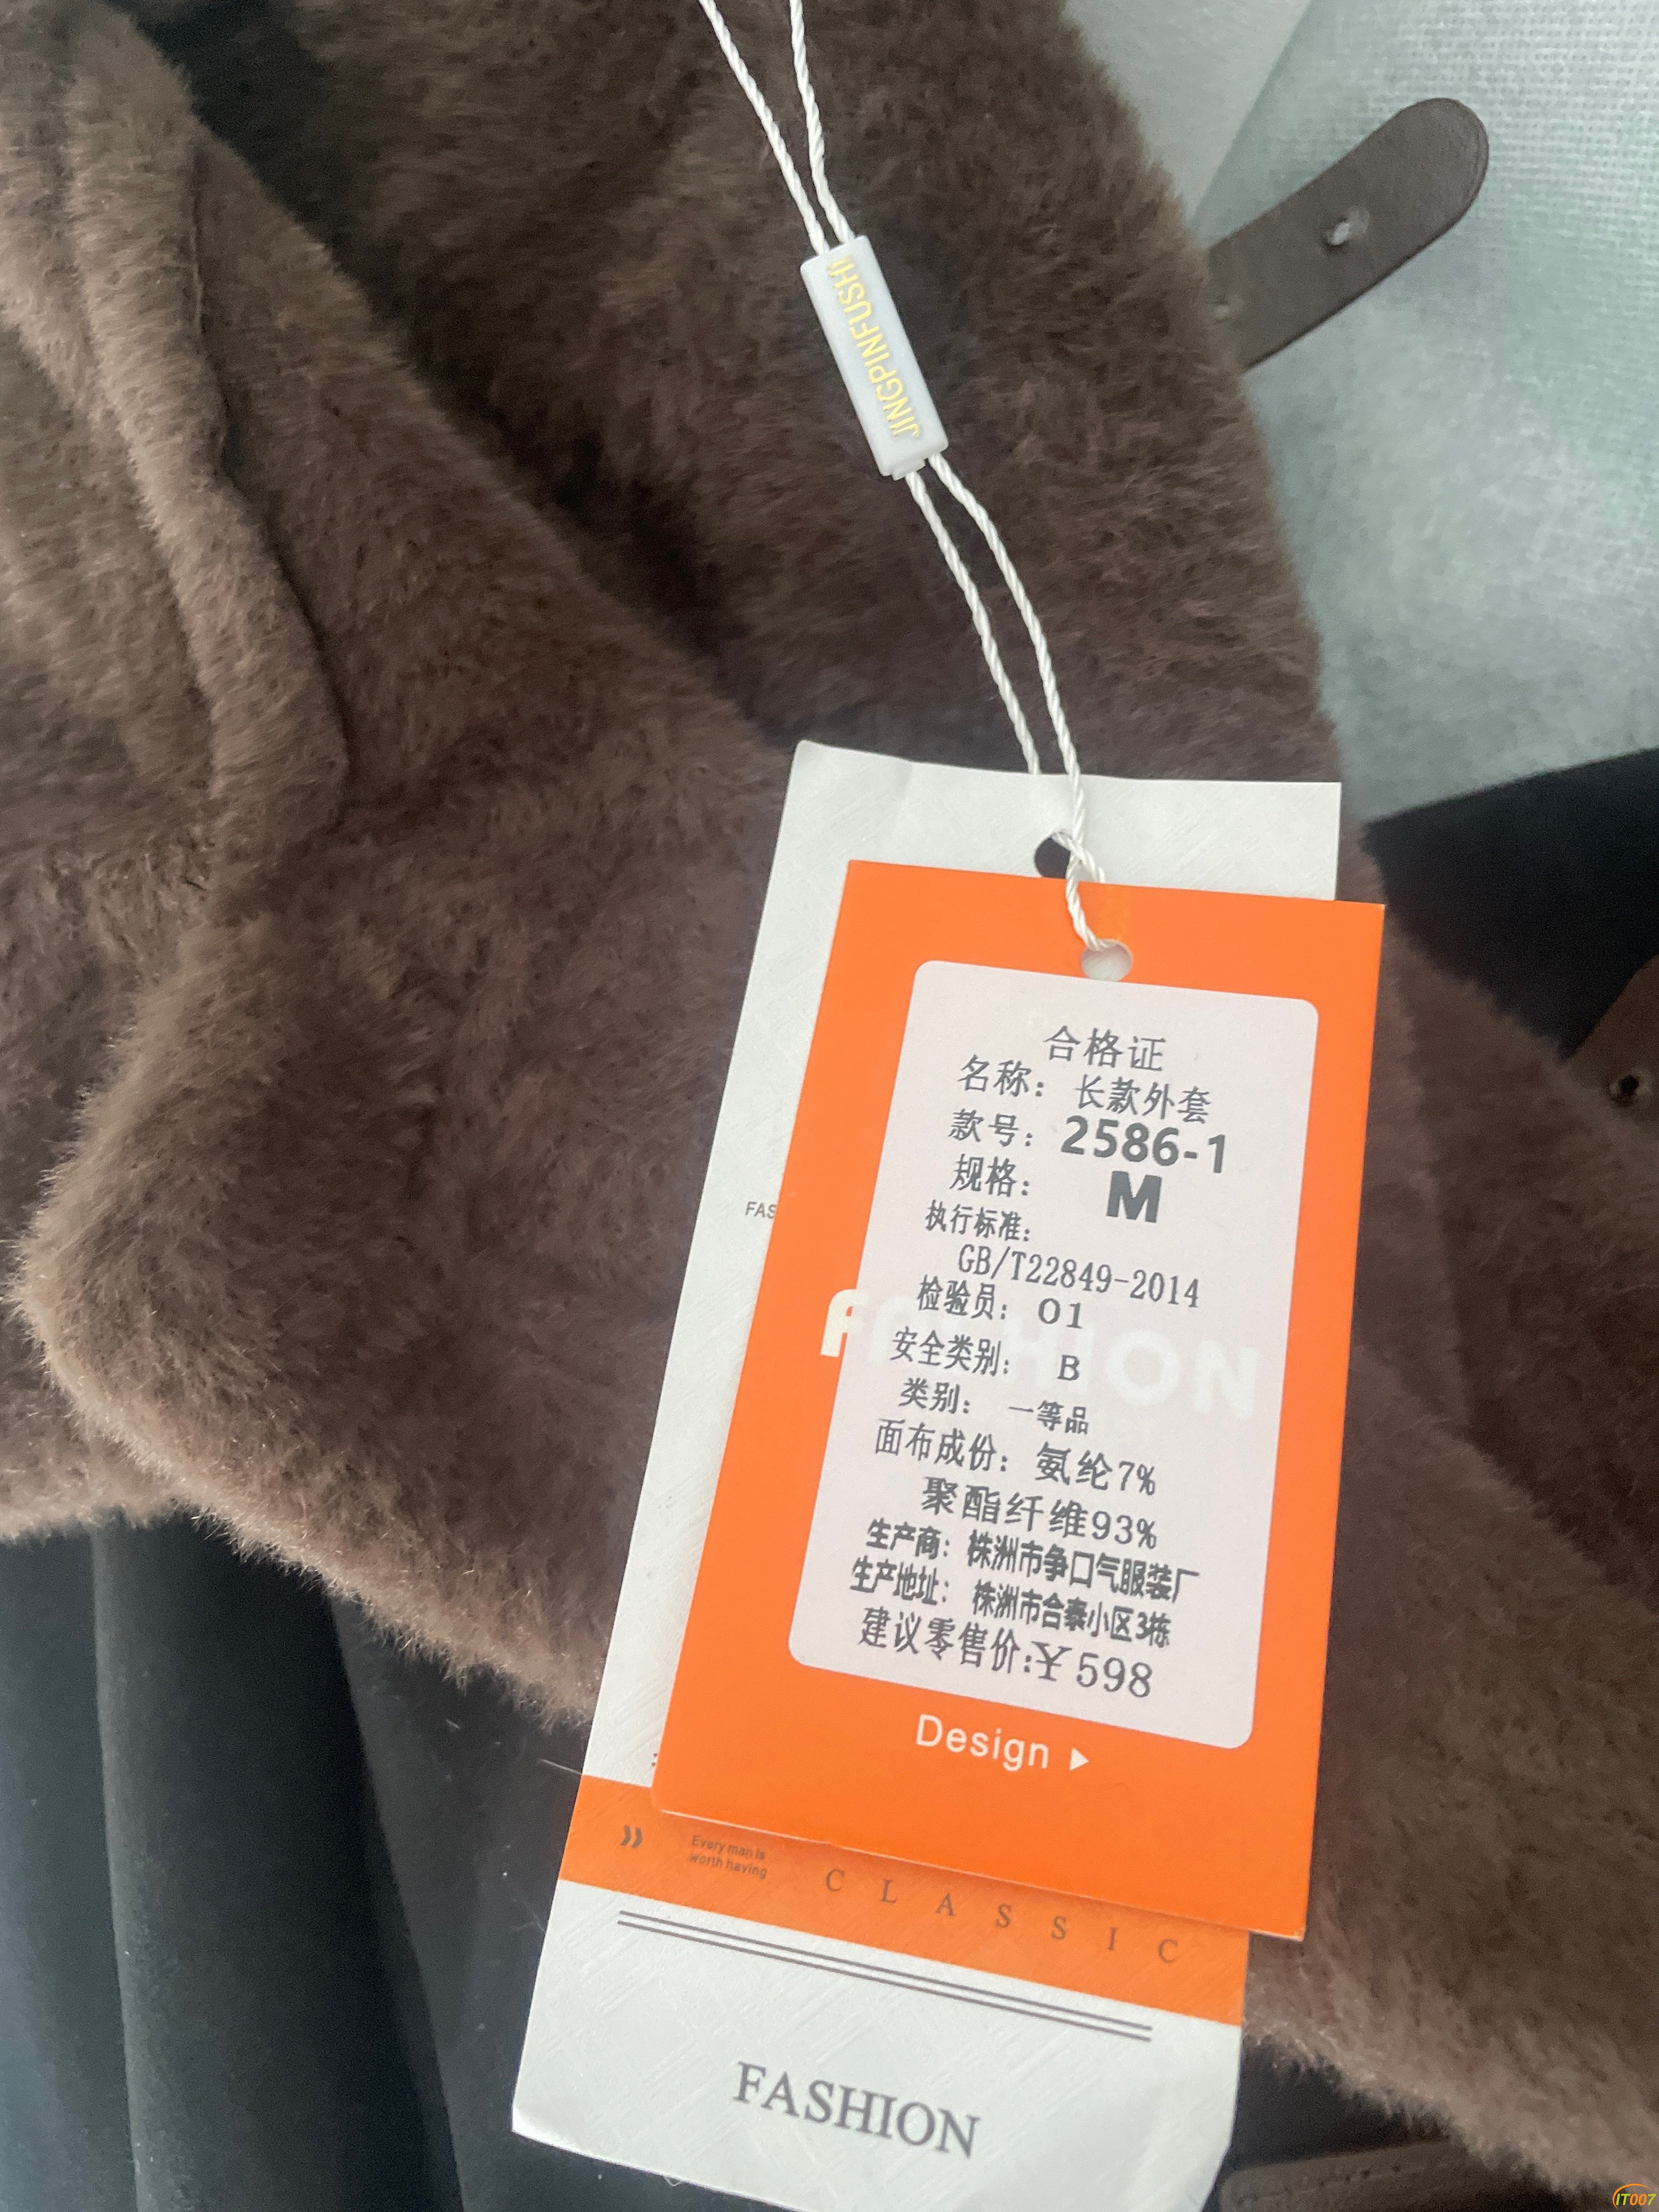 JINGPINFUSHI
合格证
名称: 长款外套
款号: 2586-1
规格: M
执行标准:
GB/T22849-2014
检验员: 01
安全类别: B
类别: 一等品
面布成份: 氨纶7%
聚酯纤维93%
生产商: 株洲市争口气服装厂
生产地址: 株洲市合泰小区3栋
建议零售价:¥598
FASHION
Design
FAS
Every man is
worth having
CLASSIC
FASHION
IT007